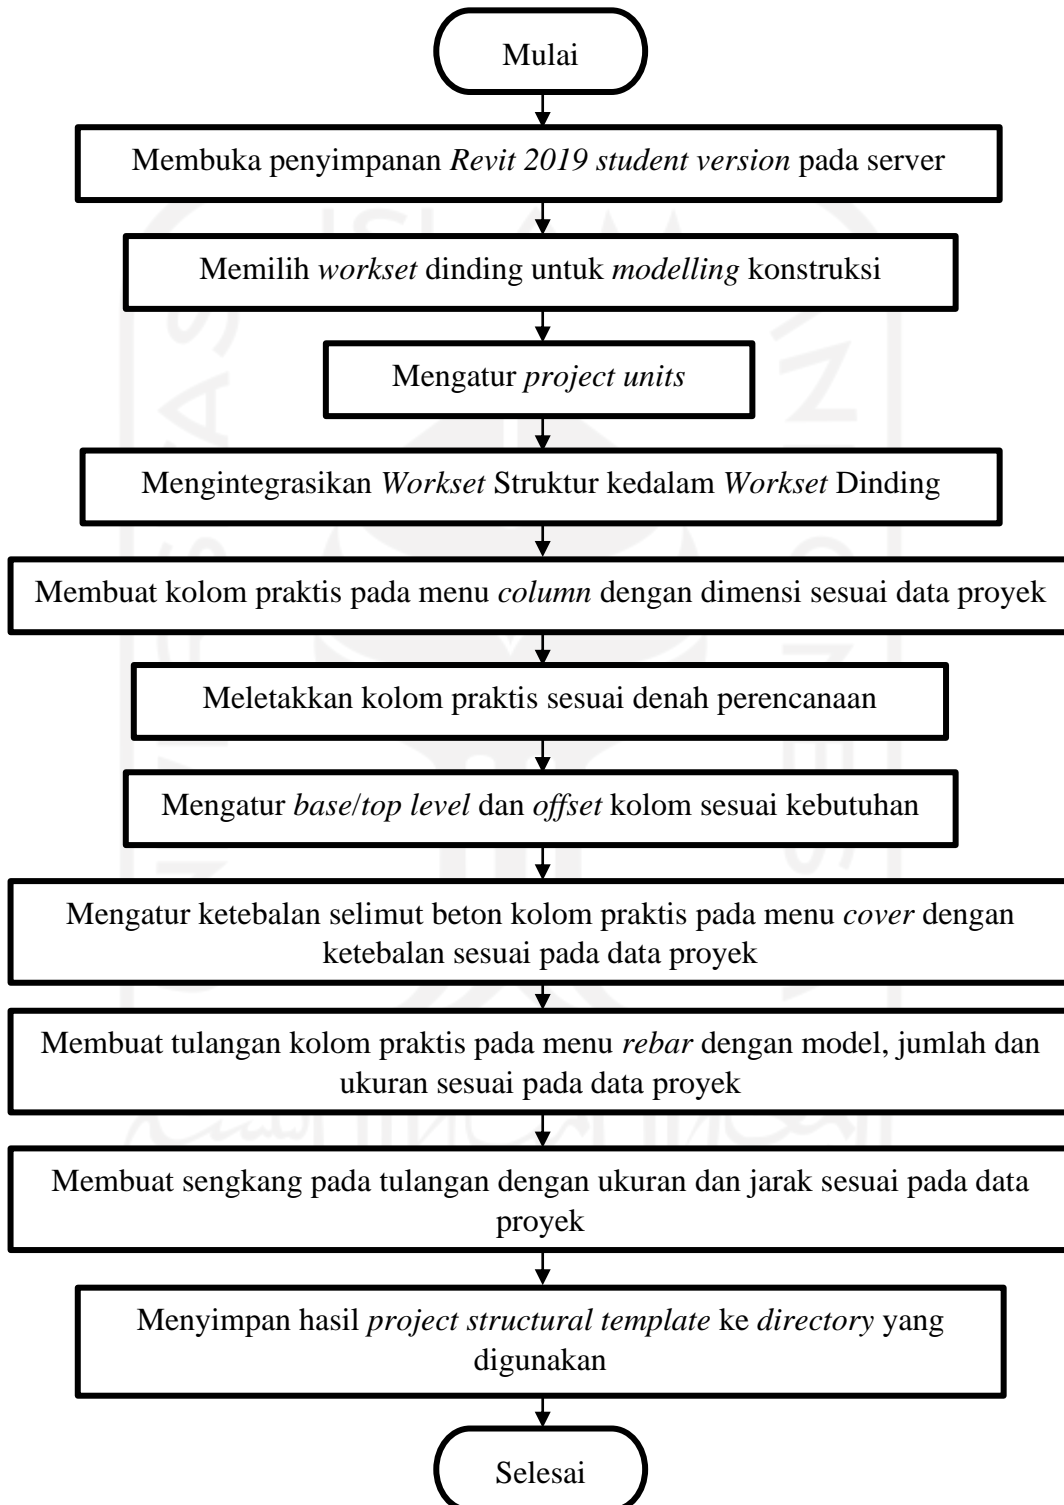 Mulai
Membuka penyimpanan Revit 2019 student version pada server
Memilih workset dinding untuk modelling konstruksi
Mengatur project units
Mengintegrasikan Workset Struktur kedalam Workset Dinding
Membuat kolom praktis pada menu column dengan dimensi sesuai data proyek
Meletakkan kolom praktis sesuai denah perencanaan
Mengatur base/top level dan offset kolom sesuai kebutuhan
Mengatur ketebalan selimut beton kolom praktis pada menu cover dengan
ketebalan sesuai pada data proyek
Membuat tulangan kolom praktis pada menu rebar dengan model, jumlah dan
ukuran sesuai pada data proyek
Membuat sengkang pada tulangan dengan ukuran dan jarak sesuai pada data
proyek
Menyimpan hasil project structural template ke directory yang
digunakan
Selesai